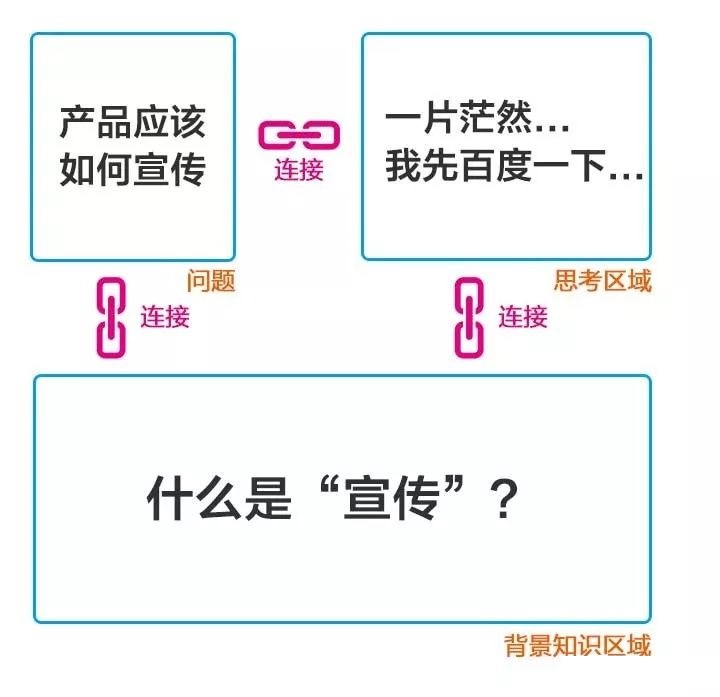 产品应该
如何宣传
连接
一片茫然...
我先百度一下...
问题
思考区域
连接
连接
什么是“宣传”?
背景知识区域